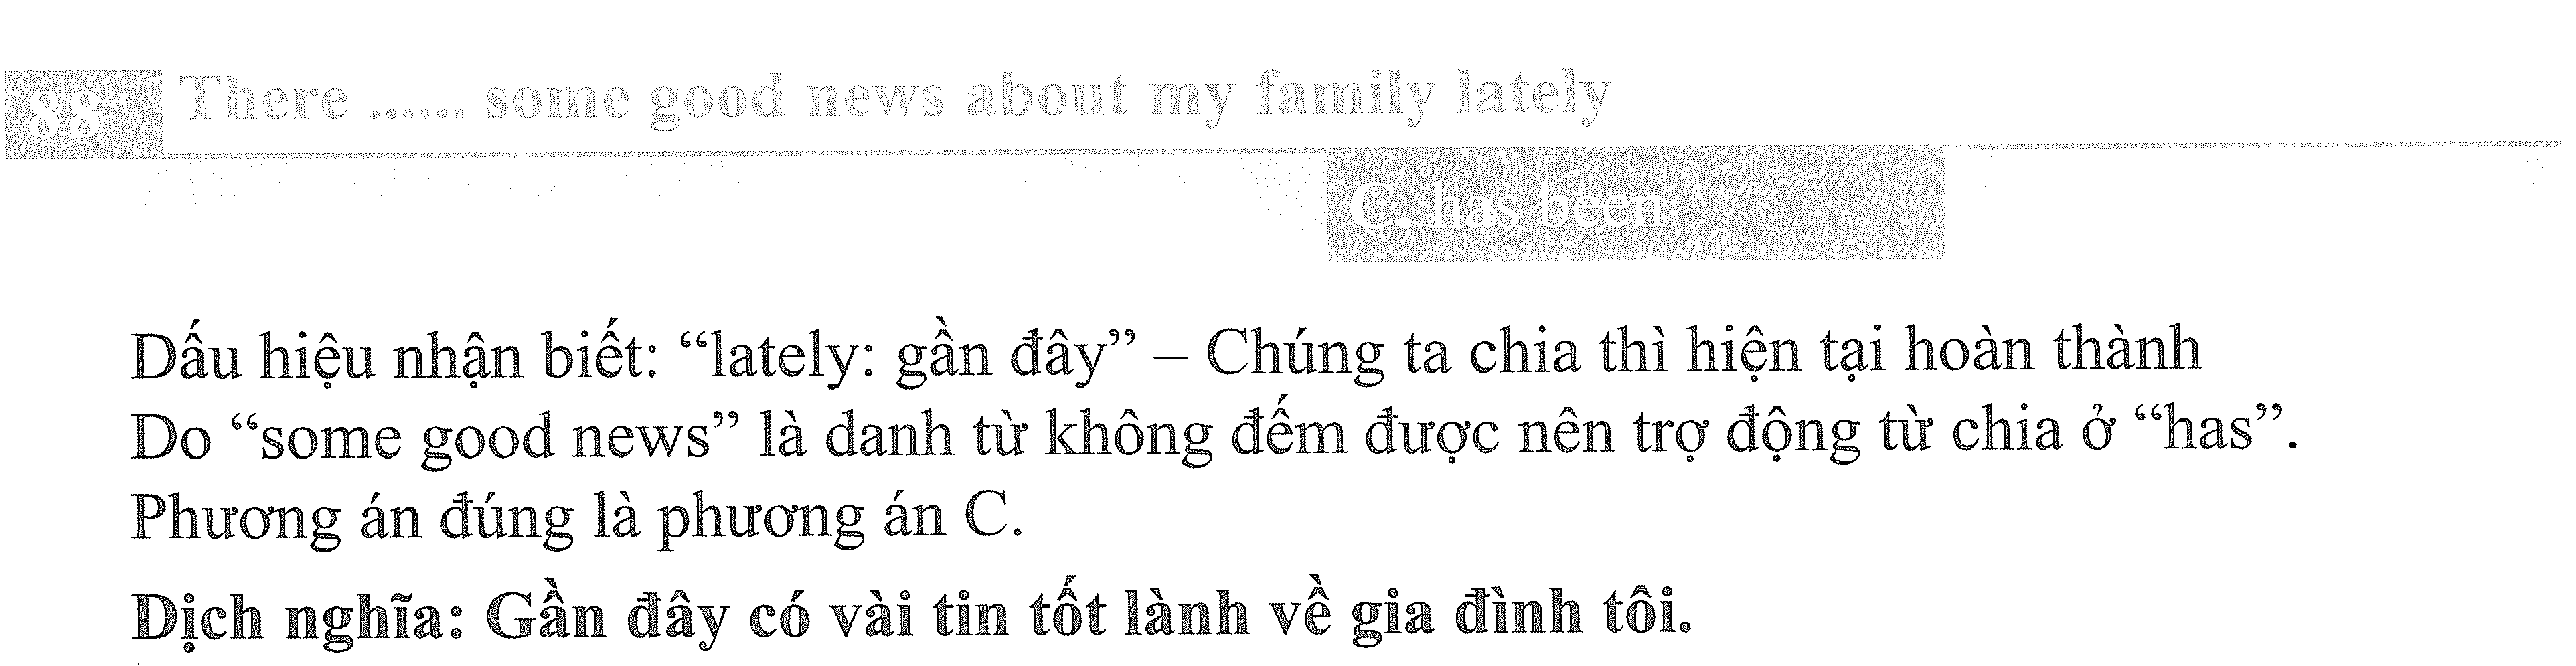 88 There ...... some good news about my family lately
C. has been
Dấu hiệu nhận biết: “lately: gần đây” – Chúng ta chia thì hiện tại hoàn thành
Do “some good news” là danh từ không đếm được nên trợ động từ chia ở “has”.
Phương án đúng là phương án C.
Dịch nghĩa: Gần đây có vài tin tốt lành về gia đình tôi.